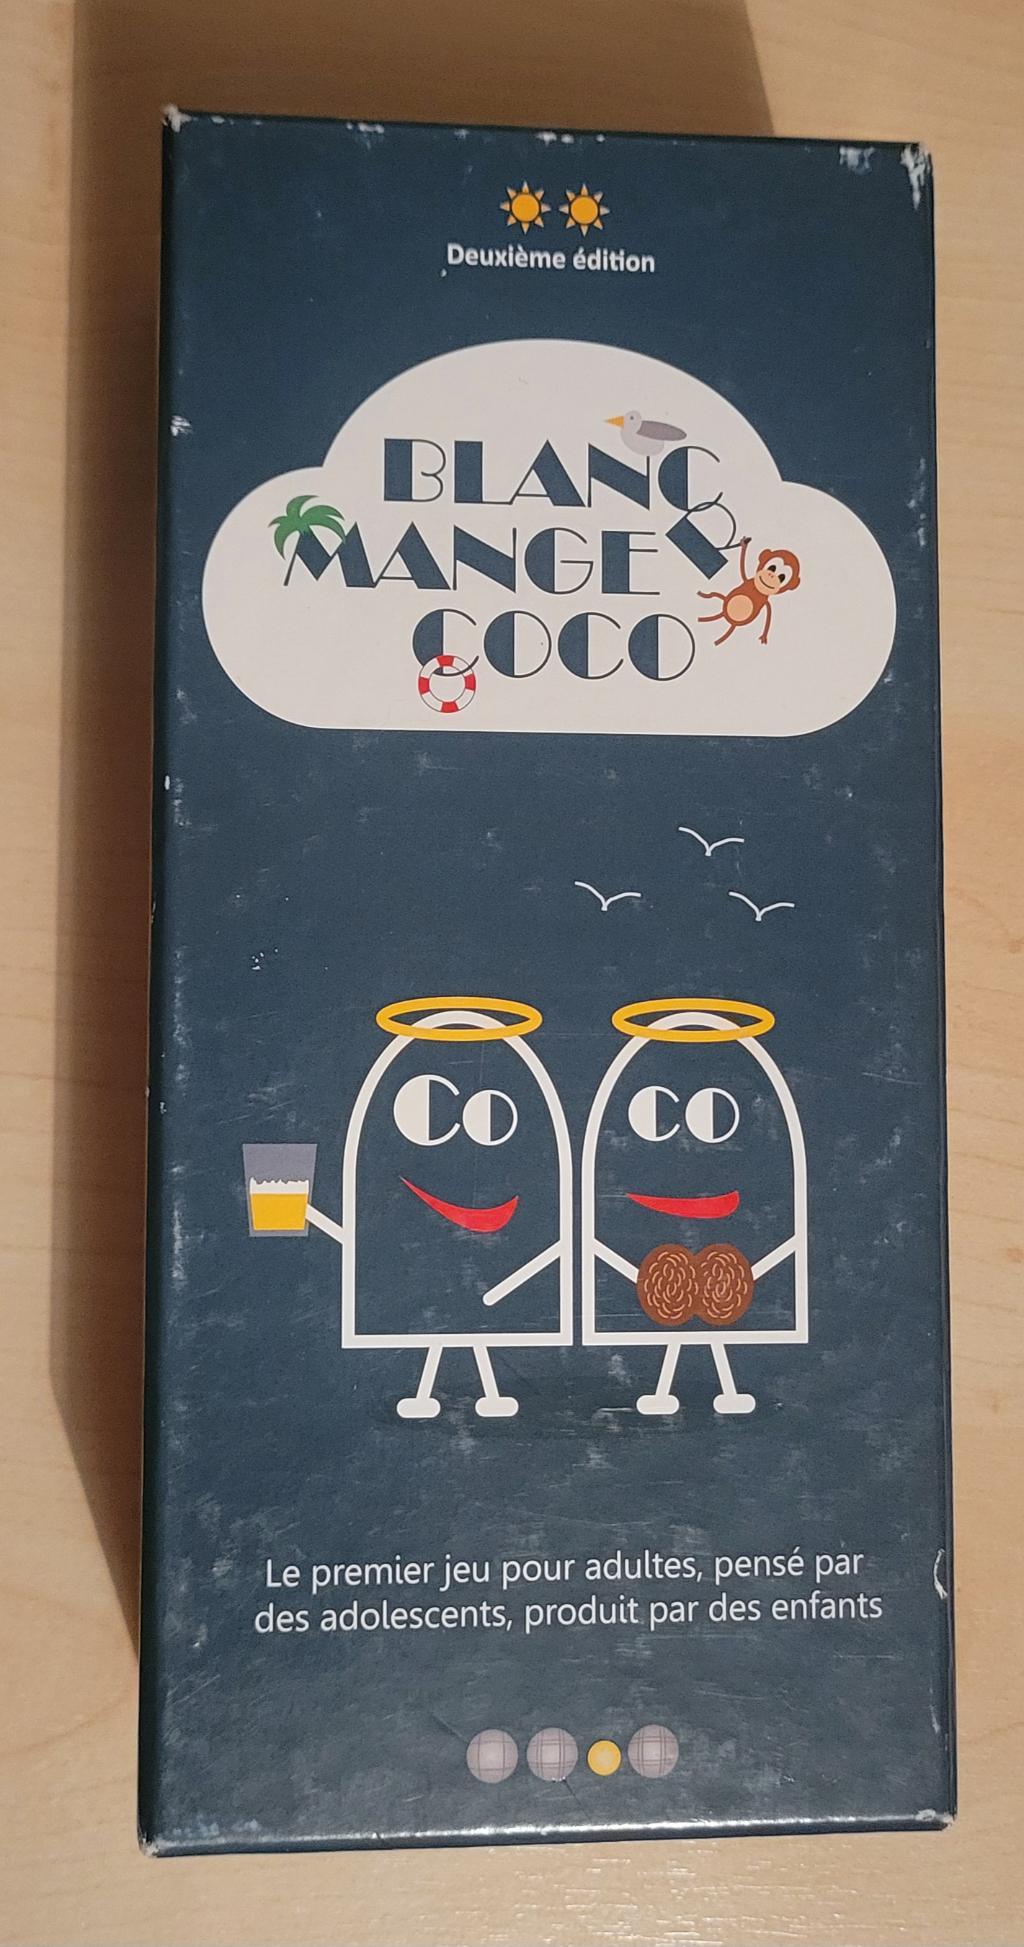 Deuxième édition
BLANC
MANGER
COCO
Co co
Le premier jeu pour adultes, pensé par
des adolescents, produit par des enfants